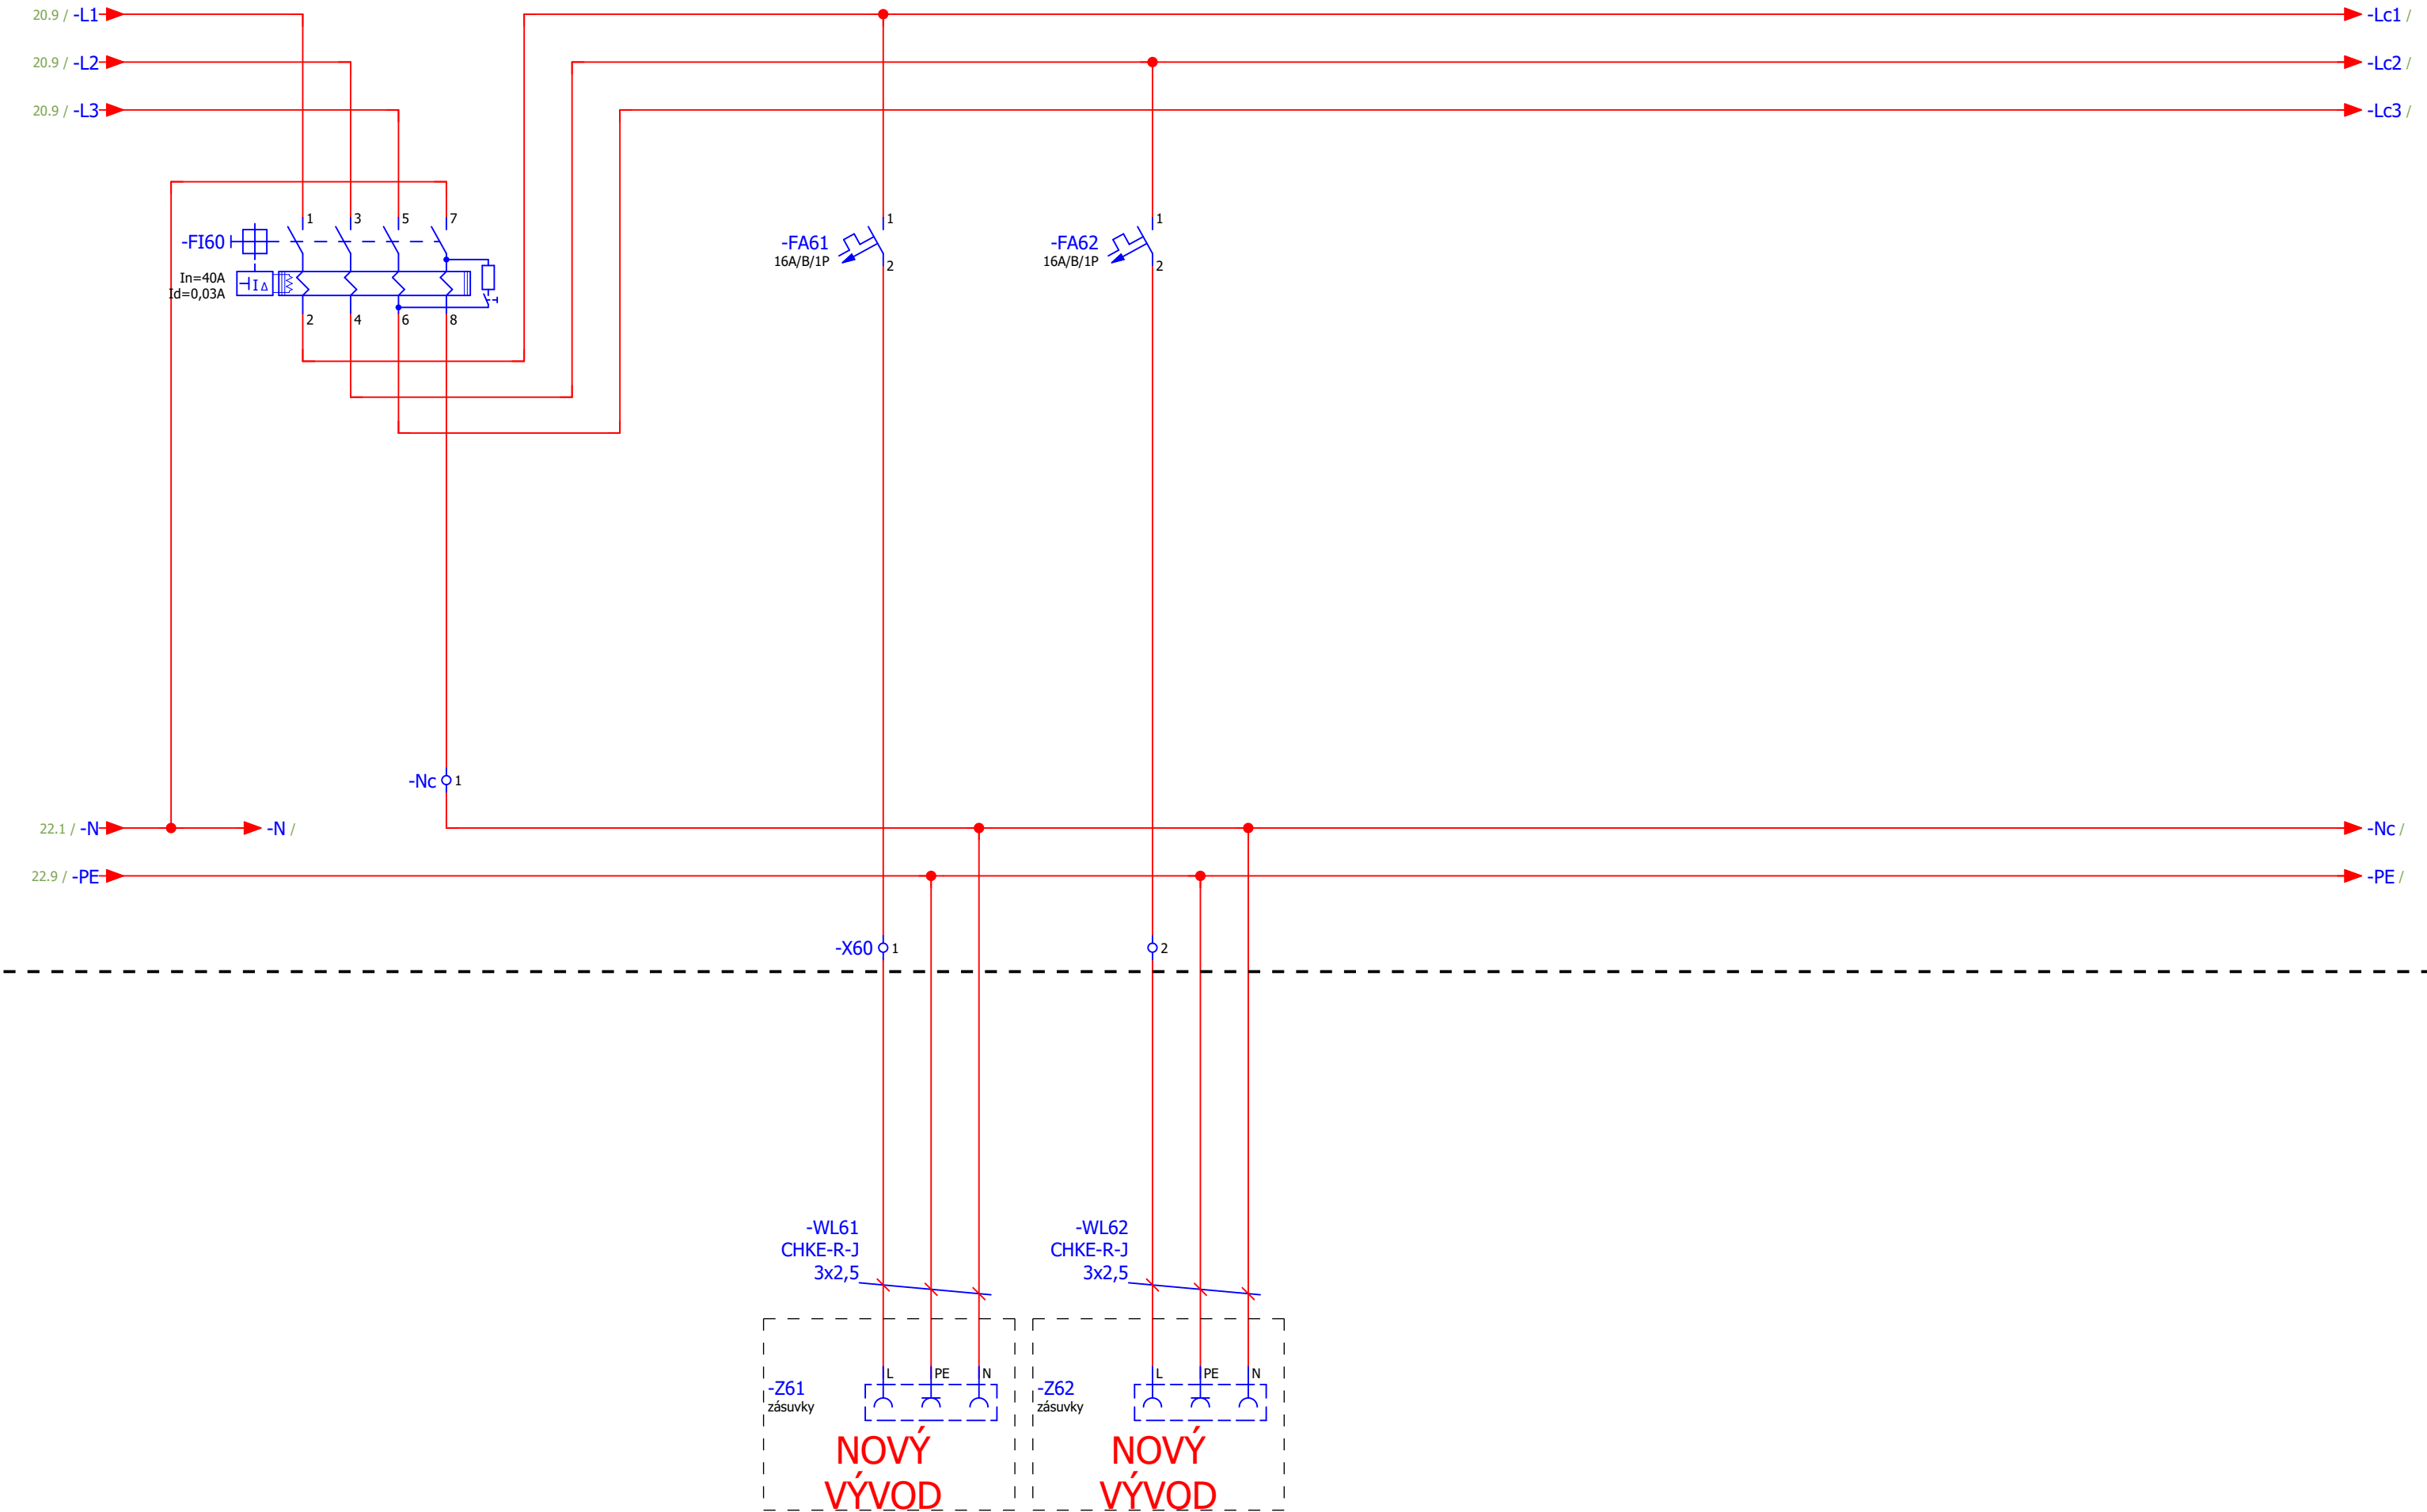 20.9 / -L1
-Lc1 /
20.9 / -L2
-Lc2 /
20.9 / -L3
-Lc3 /
1 3 5 7
-FI60
In=40A
Id=0,03A
I Δ
2 4 6 8
1
-FA61
16A/B/1P
2
1
-FA62
16A/B/1P
2
-Nc 1
22.1 / -N
-N /
-Nc /
22.9 / -PE
-PE /
-X60 1
2
-WL61
CHKE-R-J
3x2,5
-WL62
CHKE-R-J
3x2,5
L PE N
-Z61
zásuvky
NOVÝ
VÝVOD
L PE N
-Z62
zásuvky
NOVÝ
VÝVOD